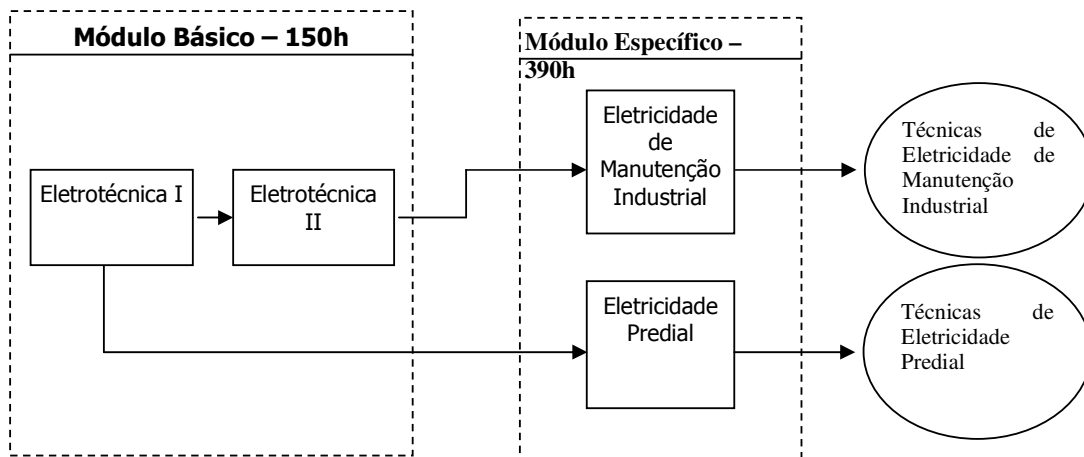 Módulo Básico – 150h
Módulo Específico –
390h
Eletrotécnica I
Eletrotécnica
II
Eletricidade
de
Manutenção
Industrial
Técnicas de
Eletricidade de
Manutenção
Industrial
Eletricidade
Predial
Técnicas de
Eletricidade
Predial